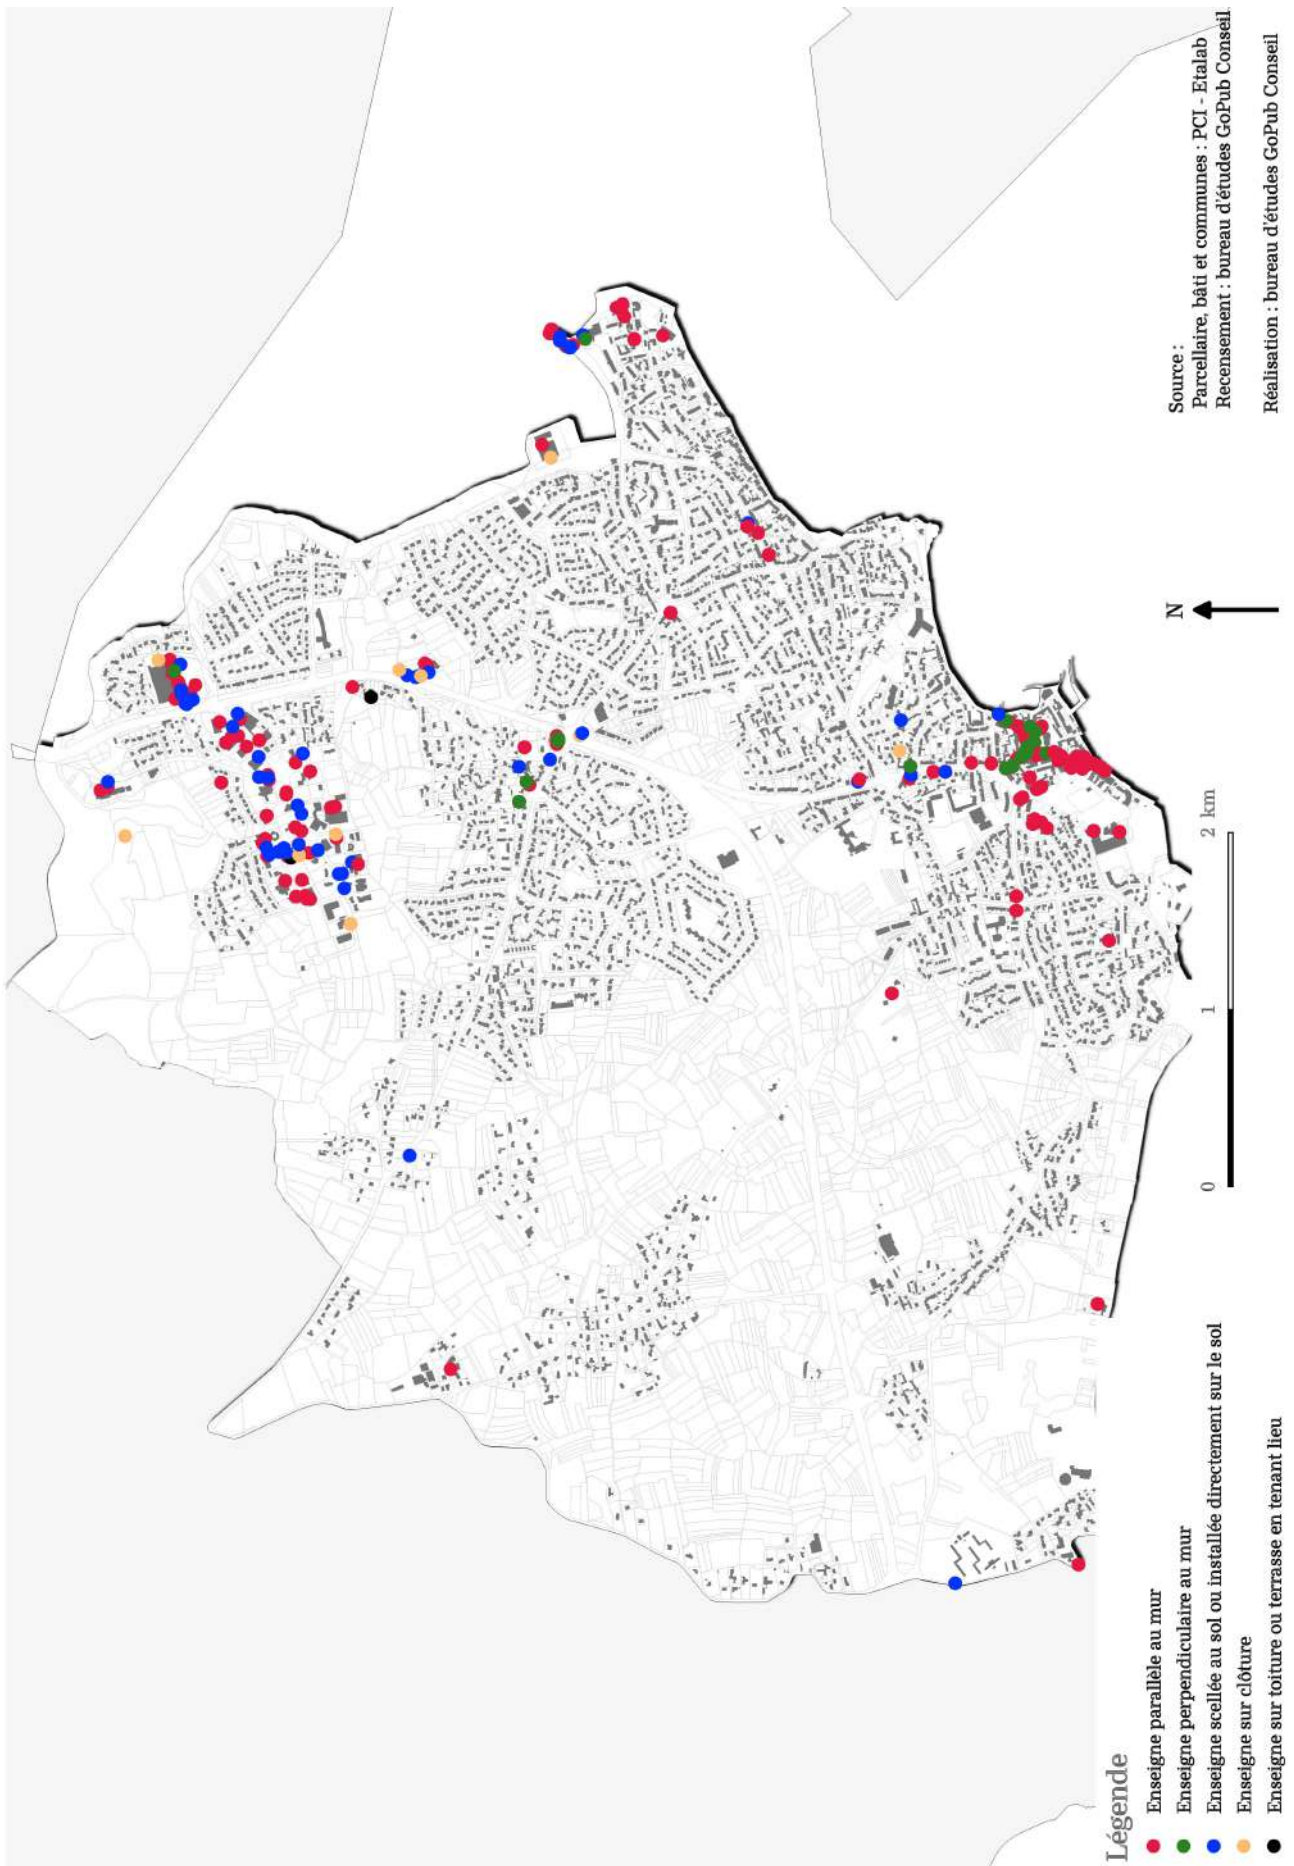 Légende
Enseigne parallèle au mur
Enseigne perpendiculaire au mur
Enseigne scellée au sol ou installée directement sur le sol
Enseigne sur clôture
Enseigne sur toiture ou terrasse en tenant lieu
0 1 2 km
N
Source :
Parcellaire, bâti et communes : PCI - Etalab
Recensement : bureau d'études GoPub Conseil
Réalisation : bureau d'études GoPub Conseil